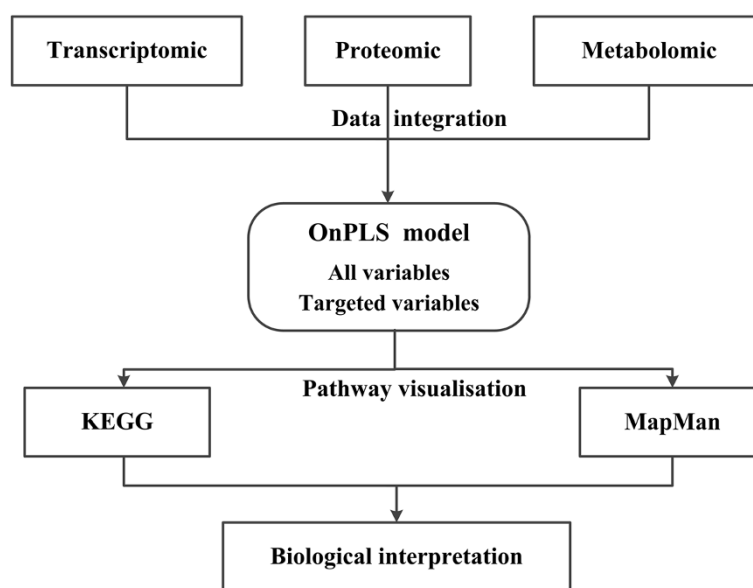 Transcriptomic
Proteomic
Metabolomic
Data integration
OnPLS model
All variables
Targeted variables
Pathway visualisation
KEGG
MapMan
Biological interpretation